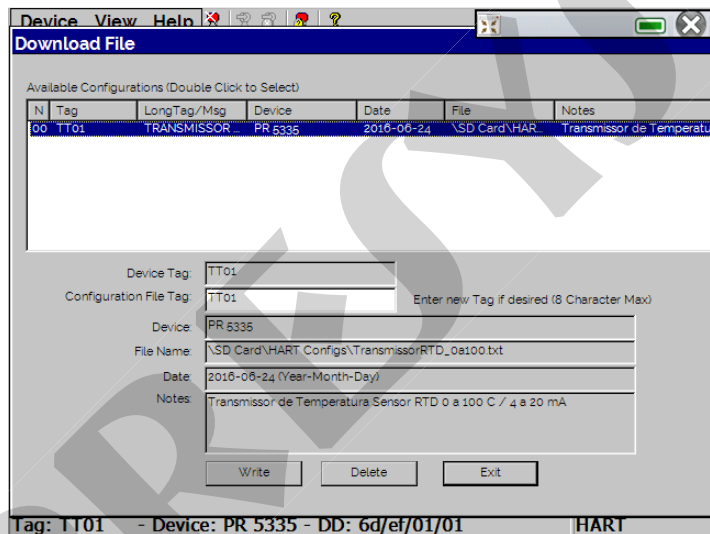 Device View Help
Download File
Available Configurations (Double Click to Select)
N Tag LongTag/Msg Device Date File Notes
00 TT01 TRANSMISSOR ... PR 5335 2016-06-24 \SD Card\HAR... Transmissor de Temperatu
Device Tag: TT01
Configuration File Tag: TT01 Enter new Tag if desired (8 Character Max)
Device: PR 5335
File Name: \SD Card\HART Configs\TransmissorRTD_0a100.txt
Date: 2016-06-24 (Year-Month-Day)
Notes: Transmissor de Temperatura Sensor RTD 0 a 100 C / 4 a 20 mA
Write Delete Exit
Tag: TT01 - Device: PR 5335 - DD: 6d/ef/01/01 HART
PRESYS